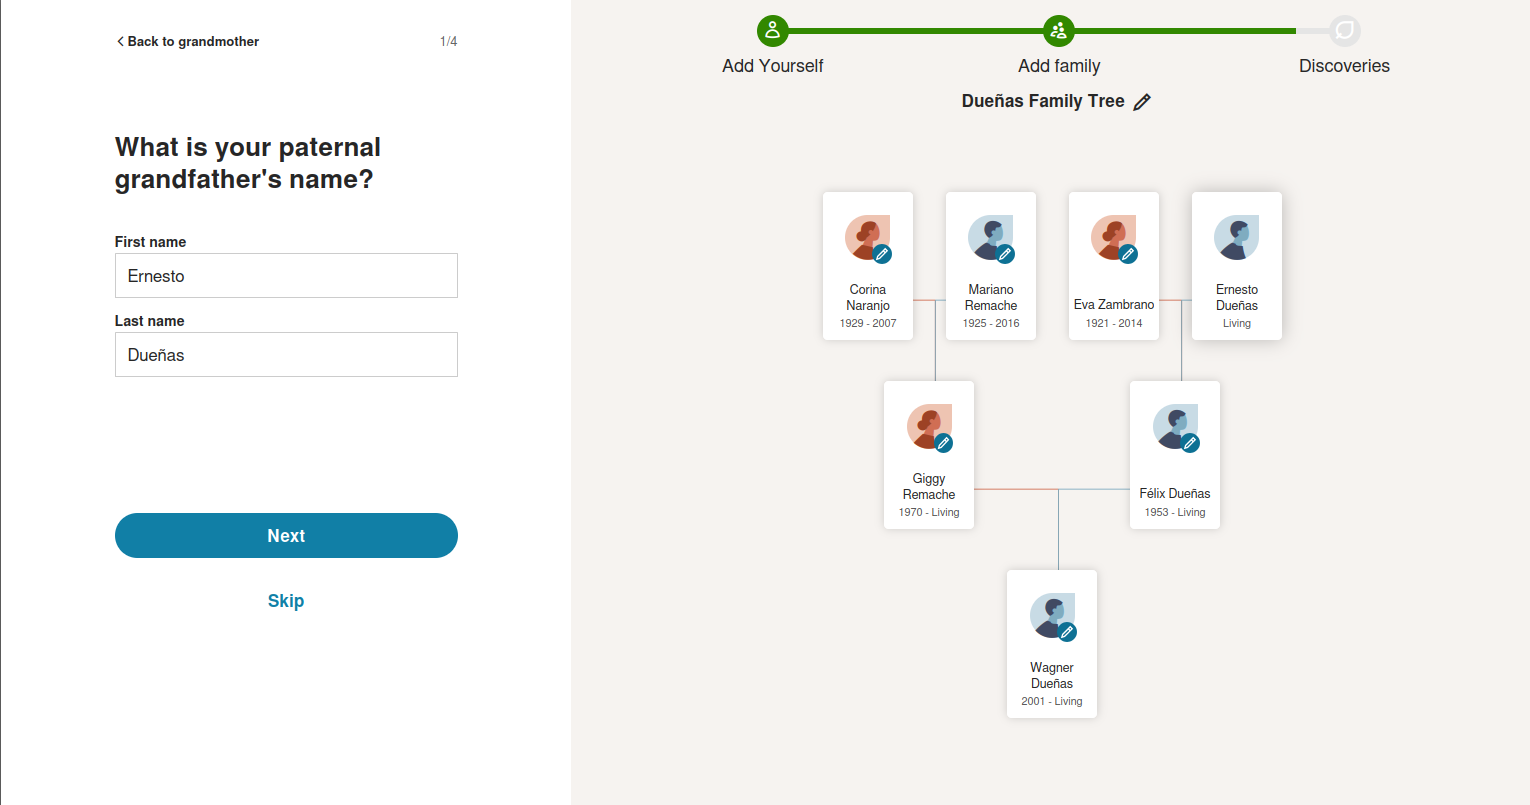 Back to grandmother
1/4
What is your paternal
grandfather's name?
First name
Ernesto
Last name
Dueñas
Next
Skip
Add Yourself
Add family
Discoveries
Dueñas Family Tree
Corina
Naranjo
1929 - 2007
Mariano
Remache
1925 - 2016
Eva Zambrano
1921 - 2014
Ernesto
Dueñas
Living
Giggy
Remache
1970 - Living
Félix Dueñas
1953 - Living
Wagner
Dueñas
2001 - Living